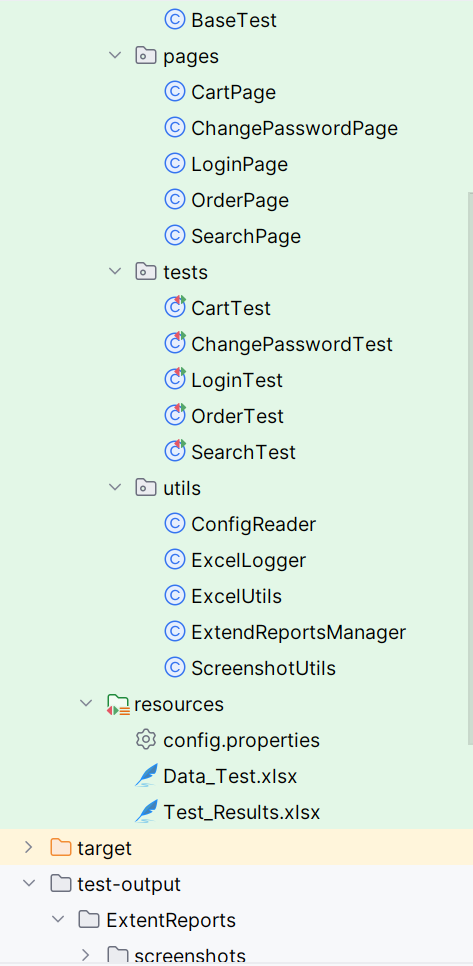 BaseTest
pages
CartPage
ChangePasswordPage
LoginPage
OrderPage
SearchPage
tests
CartTest
ChangePasswordTest
LoginTest
OrderTest
SearchTest
utils
ConfigReader
ExcelLogger
ExcelUtils
ExtendReportsManager
ScreenshotUtils
resources
config.properties
Data_Test.xlsx
Test_Results.xlsx
target
test-output
ExtentReports
screenshots